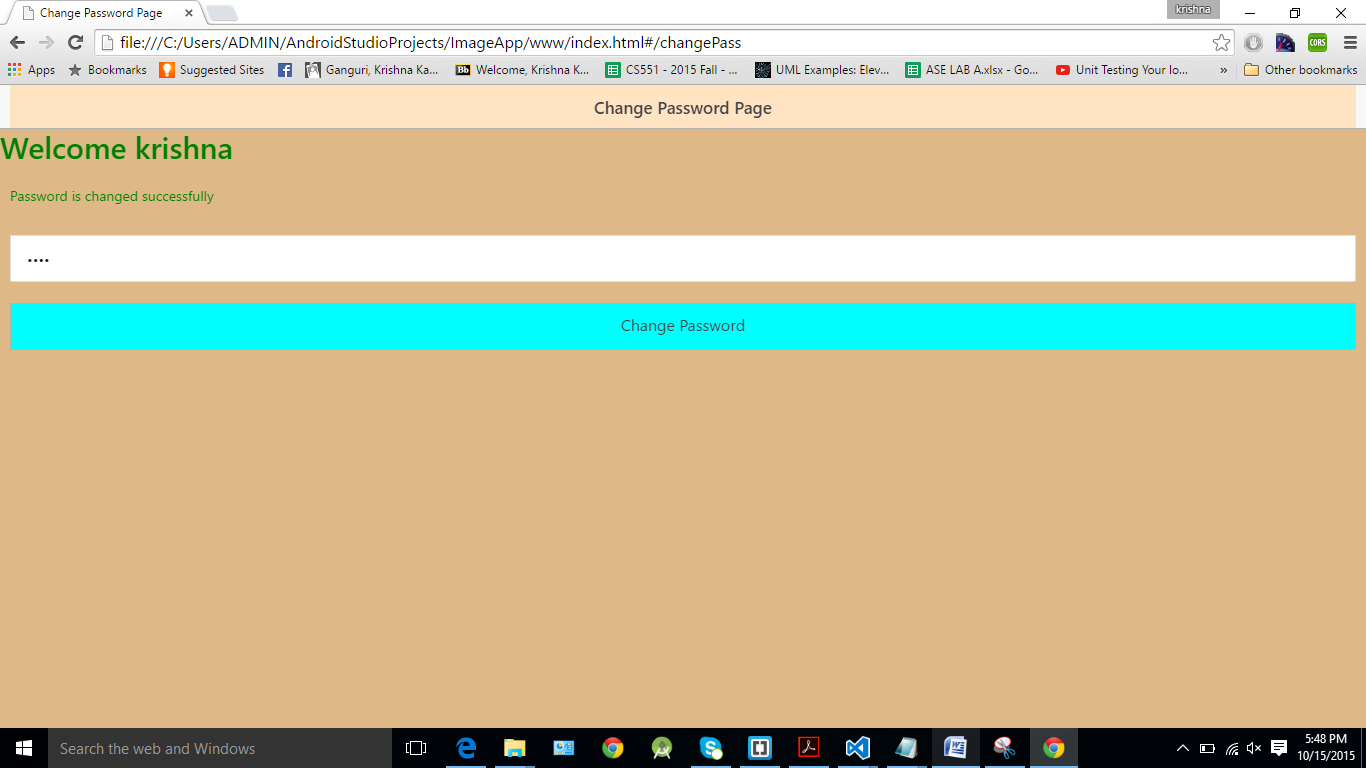 Change Password Page
krishna
file:///C:/Users/ADMIN/AndroidStudioProjects/ImageApp/www/index.html#/changePass
CORS
Apps Bookmarks Suggested Sites Ganguri, Krishna Ka... Bb Welcome, Krishna K... CS551 - 2015 Fall - ... UML Examples: Elev... ASE LAB A.xlsx - Go... Unit Testing Your Io... » Other bookmarks
Change Password Page
Welcome krishna
Password is changed successfully
....
Change Password
Search the web and Windows
5:48 PM
10/15/2015